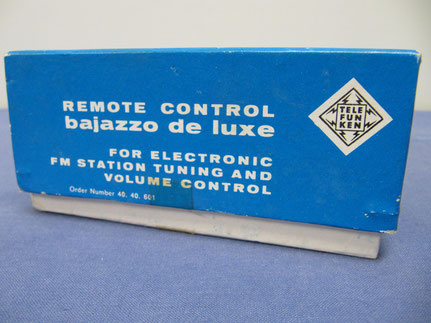 REMOTE CONTROL
bajazzo de luxe
FOR ELECTRONIC
FM STATION TUNING AND
VOLUME CONTROL
Order Number 40. 40. 661
TELE
FUN
KEN